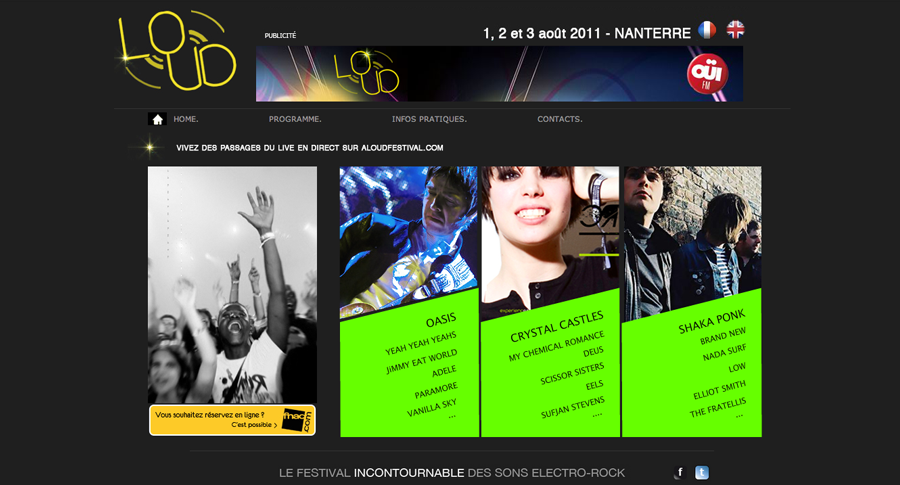 LOUD
PUBLICITÉ
1, 2 et 3 août 2011 - NANTERRE
LOUD
OÜI
FM
HOME.
PROGRAMME.
INFOS PRATIQUES.
CONTACTS.
VIVEZ DES PASSAGES DU LIVE EN DIRECT SUR ALOUDFESTIVAL.COM
OASIS
YEAH YEAH YEAHS
JiMMY EAT WORLD
ADELE
PARAMORE
VANILLA SKY
...
CRYSTAL CASTLES
MY CHEMICAL ROMANCE
DEUS
SCISSOR SISTERS
EELS
SUFJAN STEVENS
....
SHAKA PONK
BRAND NEW
NADA SURF
LOW
ELLIOT SMITH
THE FRATELLIS
...
Vous souhaitez réservez en ligne ?
C'est possible >
fnac
.com
LE FESTIVAL INCONTOURNABLE DES SONS ELECTRO-ROCK
f
t